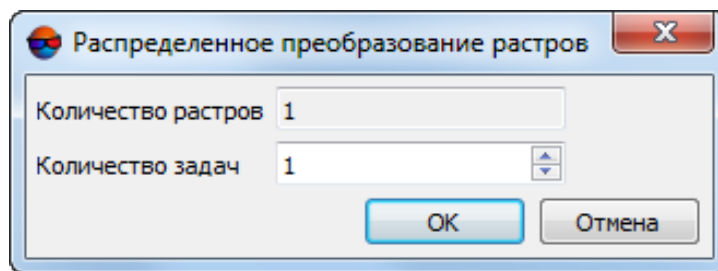 Распределенное преобразование растров
Количество растров 1
Количество задач 1
OK Отмена